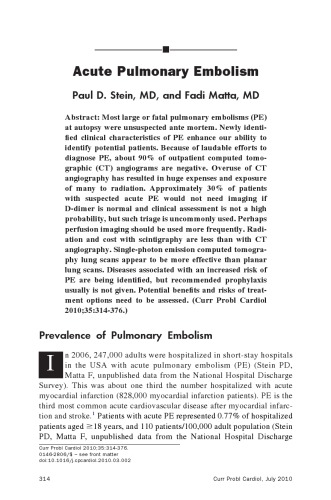 Acute Pulmonary Embolism
Paul D. Stein, MD, and Fadi Matta, MD
Abstract: Most large or fatal pulmonary embolisms (PE)
at autopsy were unsuspected ante mortem. Newly identi-
fied clinical characteristics of PE enhance our ability to
identify potential patients. Because of laudable efforts to
diagnose PE, about 90% of outpatient computed tomo-
graphic (CT) angiograms are negative. Overuse of CT
angiography has resulted in huge expenses and exposure
of many to radiation. Approximately 30% of patients
with suspected acute PE would not need imaging if
D-dimer is normal and clinical assessment is not a high
probability, but such triage is uncommonly used. Perhaps
perfusion imaging should be used more frequently. Radi-
ation and cost with scintigraphy are less than with CT
angiography. Single-photon emission computed tomogra-
phy lung scans appear to be more effective than planar
lung scans. Diseases associated with an increased risk of
PE are being identified, but recommended prophylaxis
usually is not given. Potential benefits and risks of treat-
ment options need to be assessed. (Curr Probl Cardiol
2010;35:314-376.)
Prevalence of Pulmonary Embolism
In 2006, 247,000 adults were hospitalized in short-stay hospitals
in the USA with acute pulmonary embolism (PE) (Stein PD,
Matta F, unpublished data from the National Hospital Discharge
Survey). This was about one third the number hospitalized with acute
myocardial infarction (828,000 myocardial infarction patients). PE is the
third most common acute cardiovascular disease after myocardial infarc-
tion and stroke.1 Patients with acute PE represented 0.77% of hospitalized
patients aged ≥18 years, and 110 patients/100,000 adult population (Stein
PD, Matta F, unpublished data from the National Hospital Discharge
Curr Probl Cardiol 2010;35:314-376.
0146-2806/$ – see front matter
doi:10.1016/j.cpcardiol.2010.03.002
314 Curr Probl Cardiol, July 2010